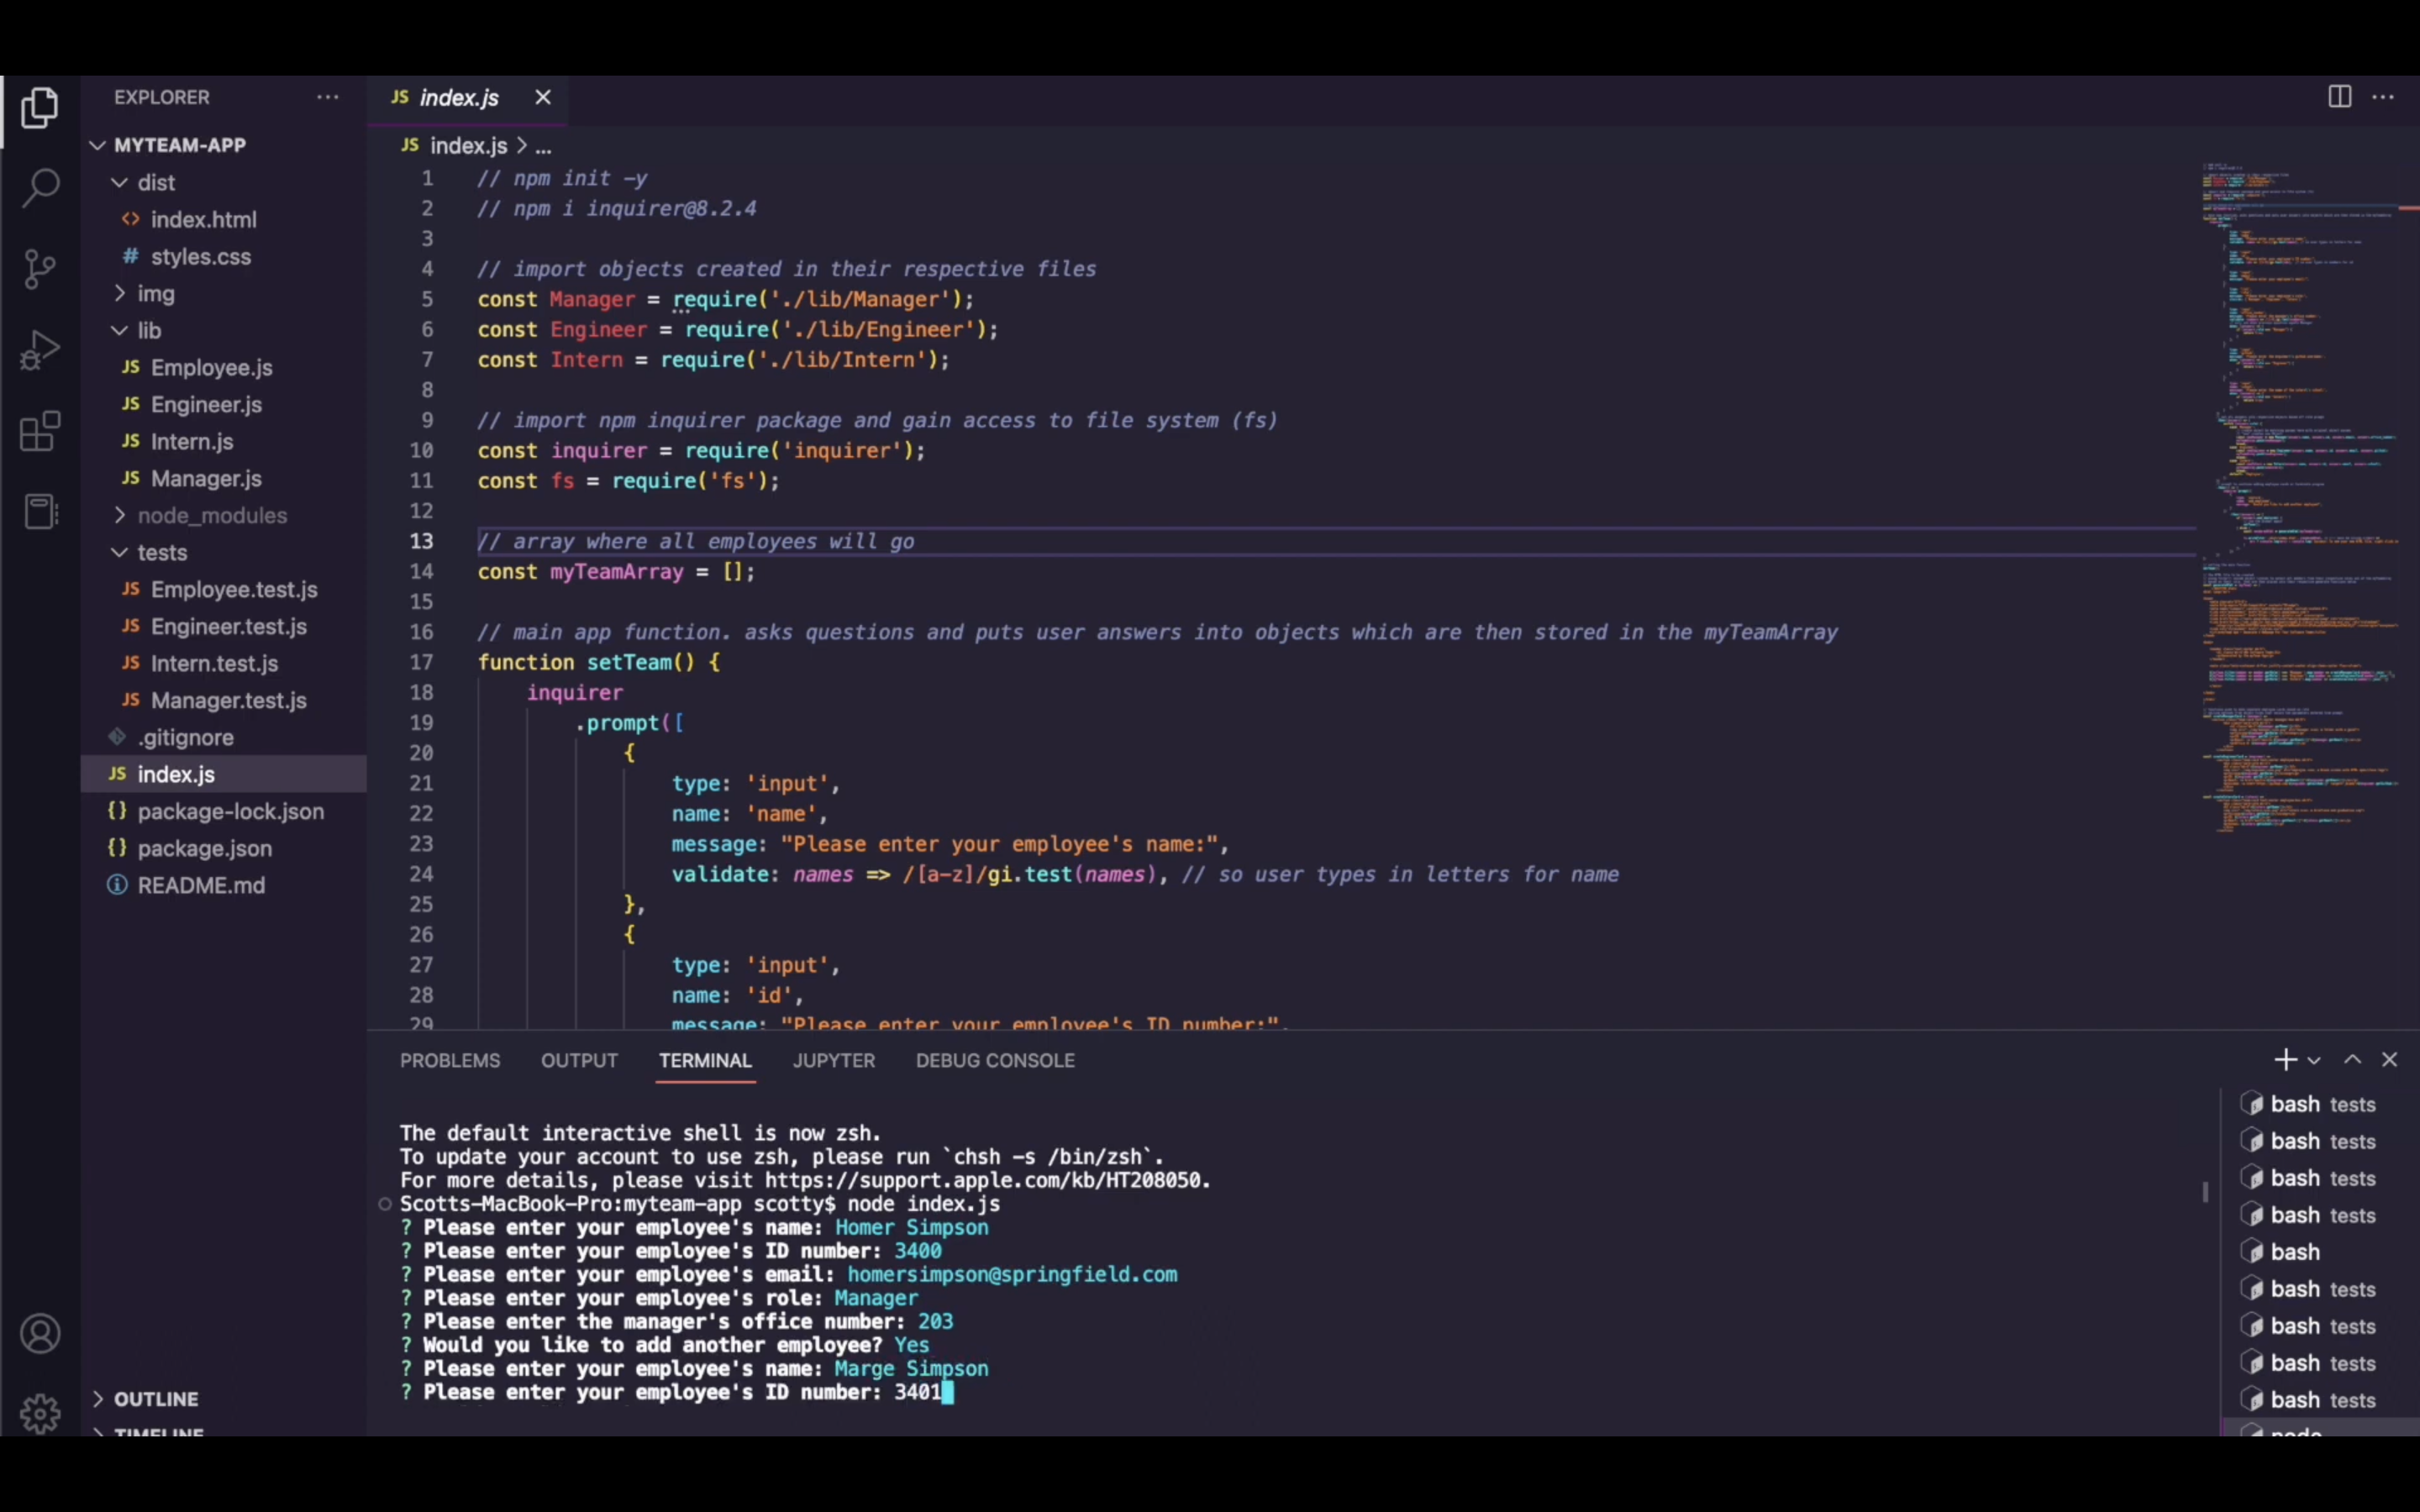 EXPLORER
MYTEAM-APP
dist
index.html
styles.css
img
lib
Employee.js
Engineer.js
Intern.js
Manager.js
node_modules
tests
Employee.test.js
Engineer.test.js
Intern.test.js
Manager.test.js
.gitignore
index.js
package-lock.json
package.json
README.md
OUTLINE
TIMELINE
JS index.js
JS index.js > ...
1 // npm init -y
2 // npm i inquirer@8.2.4
3
4 // import objects created in their respective files
5 const Manager = require('./lib/Manager');
6 const Engineer = require('./lib/Engineer');
7 const Intern = require('./lib/Intern');
8
9 // import npm inquirer package and gain access to file system (fs)
10 const inquirer = require('inquirer');
11 const fs = require('fs');
12
13 // array where all employees will go
14 const myTeamArray = [];
15
16 // main app function. asks questions and puts user answers into objects which are then stored in the myTeamArray
17 function setTeam() {
18 inquirer
19 .prompt([
20 {
21 type: 'input',
22 name: 'name',
23 message: "Please enter your employee's name:",
24 validate: names => /[a-z]/gi.test(names), // so user types in letters for name
25 },
26 {
27 type: 'input',
28 name: 'id',
29 message: "Please enter your employee's ID number:",
PROBLEMS OUTPUT TERMINAL JUPYTER DEBUG CONSOLE
The default interactive shell is now zsh.
To update your account to use zsh, please run `chsh -s /bin/zsh`.
For more details, please visit https://support.apple.com/kb/HT208050.
Scotts-MacBook-Pro:myteam-app scotty$ node index.js
? Please enter your employee's name: Homer Simpson
? Please enter your employee's ID number: 3400
? Please enter your employee's email: homersimpson@springfield.com
? Please enter your employee's role: Manager
? Please enter the manager's office number: 203
? Would you like to add another employee? Yes
? Please enter your employee's name: Marge Simpson
? Please enter your employee's ID number: 3401
bash tests
bash tests
bash tests
bash tests
bash
bash tests
bash tests
bash tests
bash tests
node